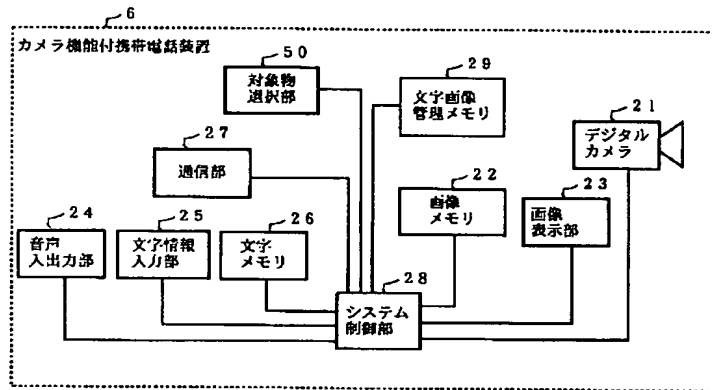 6
カメラ機能付携帯電話装置
50
対象物
選択部
29
文字画像
管理メモリ
21
デジタル
カメラ
27
通信部
22
画像
メモリ
23
画像
表示部
24
音声
入出力部
25
文字情報
入力部
26
文字
メモリ
28
システム
制御部